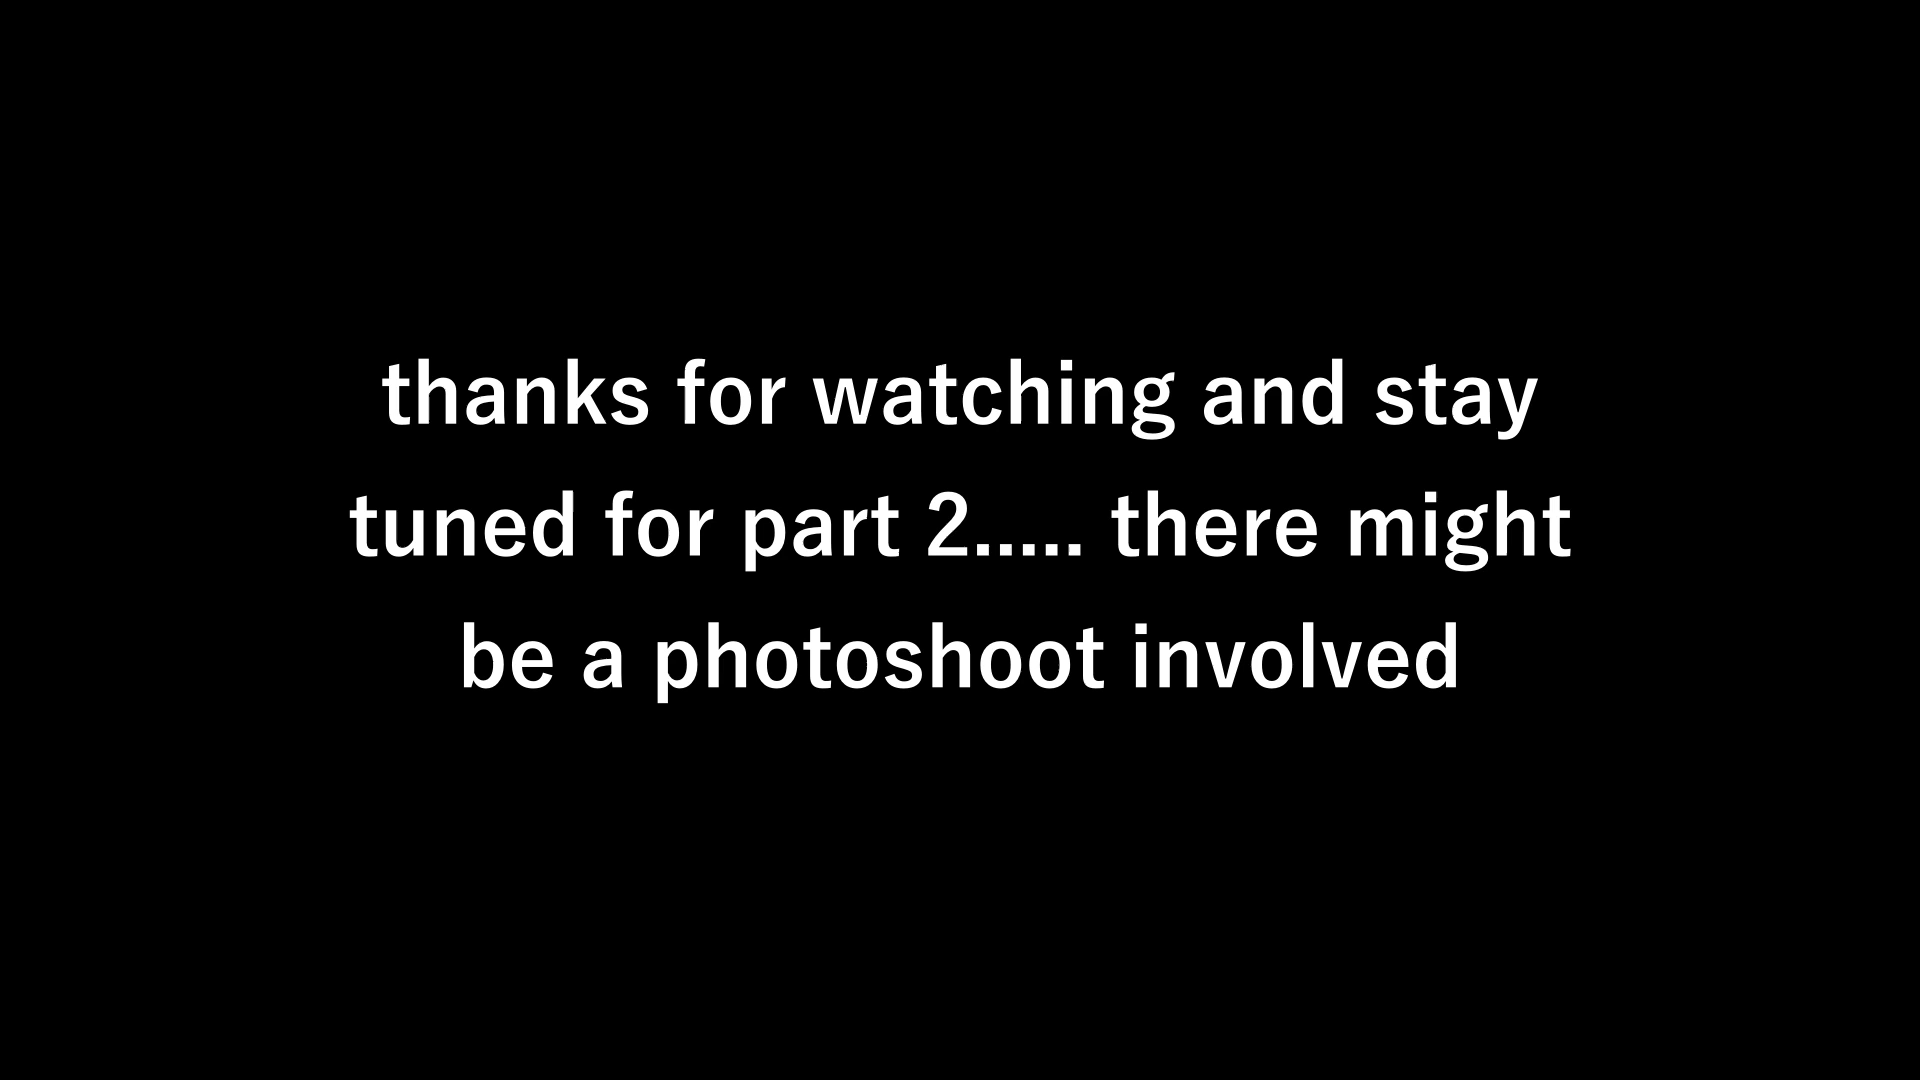 thanks for watching and stay
tuned for part 2..... there might
be a photoshoot involved